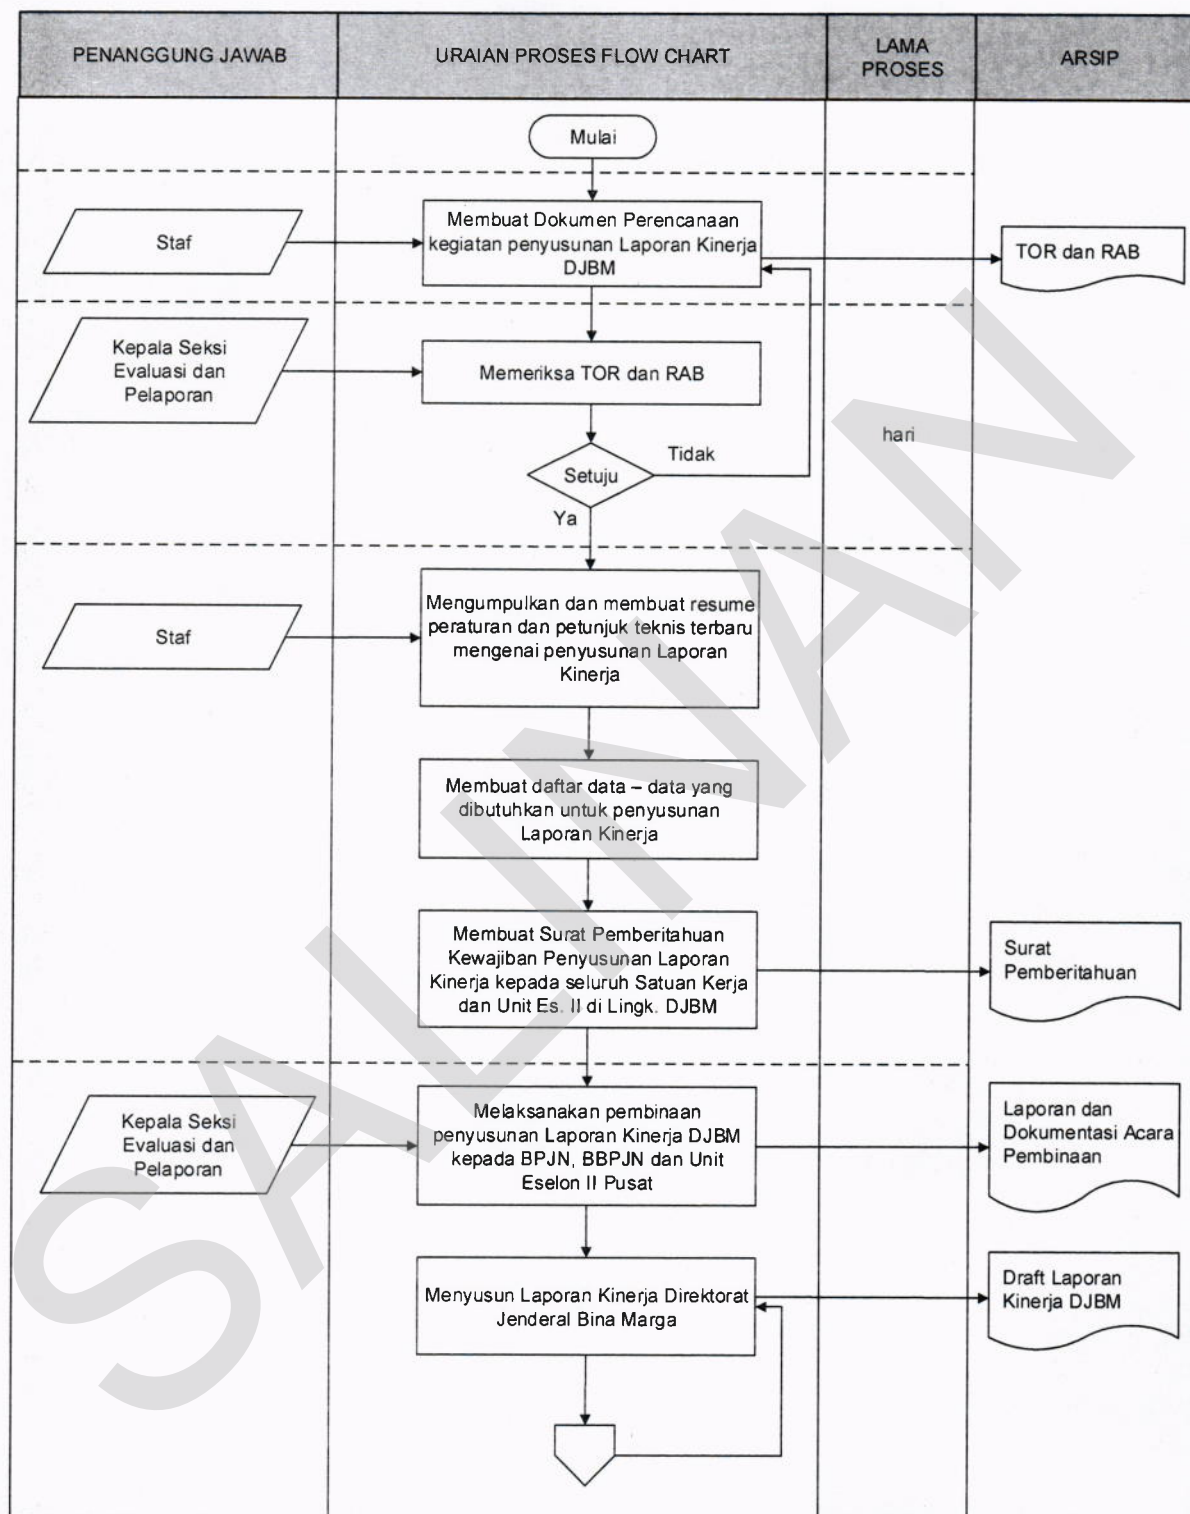 PENANGGUNG JAWAB
URAIAN PROSES FLOW CHART
LAMA
PROSES
ARSIP
Mulai
Staf
Membuat Dokumen Perencanaan
kegiatan penyusunan Laporan Kinerja
DJBM
TOR dan RAB
Kepala Seksi
Evaluasi dan
Pelaporan
Memeriksa TOR dan RAB
hari
Setuju
Tidak
Ya
Staf
Mengumpulkan dan membuat resume
peraturan dan petunjuk teknis terbaru
mengenai penyusunan Laporan
Kinerja
Membuat daftar data – data yang
dibutuhkan untuk penyusunan
Laporan Kinerja
Membuat Surat Pemberitahuan
Kewajiban Penyusunan Laporan
Kinerja kepada seluruh Satuan Kerja
dan Unit Es. II di Lingk. DJBM
Surat
Pemberitahuan
Kepala Seksi
Evaluasi dan
Pelaporan
Melaksanakan pembinaan
penyusunan Laporan Kinerja DJBM
kepada BPJN, BBPJN dan Unit
Eselon II Pusat
Laporan dan
Dokumentasi Acara
Pembinaan
Menyusun Laporan Kinerja Direktorat
Jenderal Bina Marga
Draft Laporan
Kinerja DJBM
SALINAN